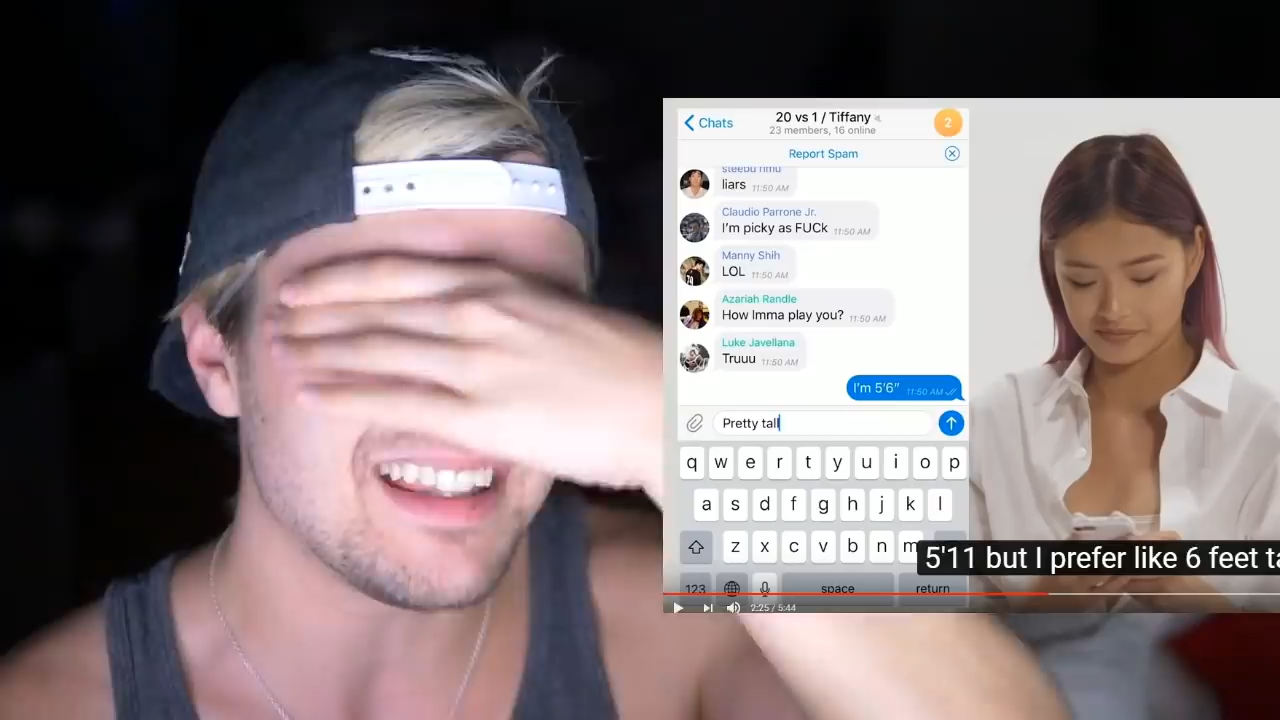 Chats
20 vs 1 / Tiffany
2
23 members, 16 online
Report Spam
liars 11:50 AM
Claudio Parrone Jr.
I'm picky as FUCk 11:50 AM
Manny Shih
LOL 11:50 AM
Azariah Randle
How Imma play you? 11:50 AM
Luke Javellana
Truuu 11:50 AM
I'm 5'6" 11:50 AM
Pretty tall
q w e r t y u i o p
a s d f g h j k l
z x c v b n m
5'11 but I prefer like 6 feet
123 space return
2:25 / 5:44